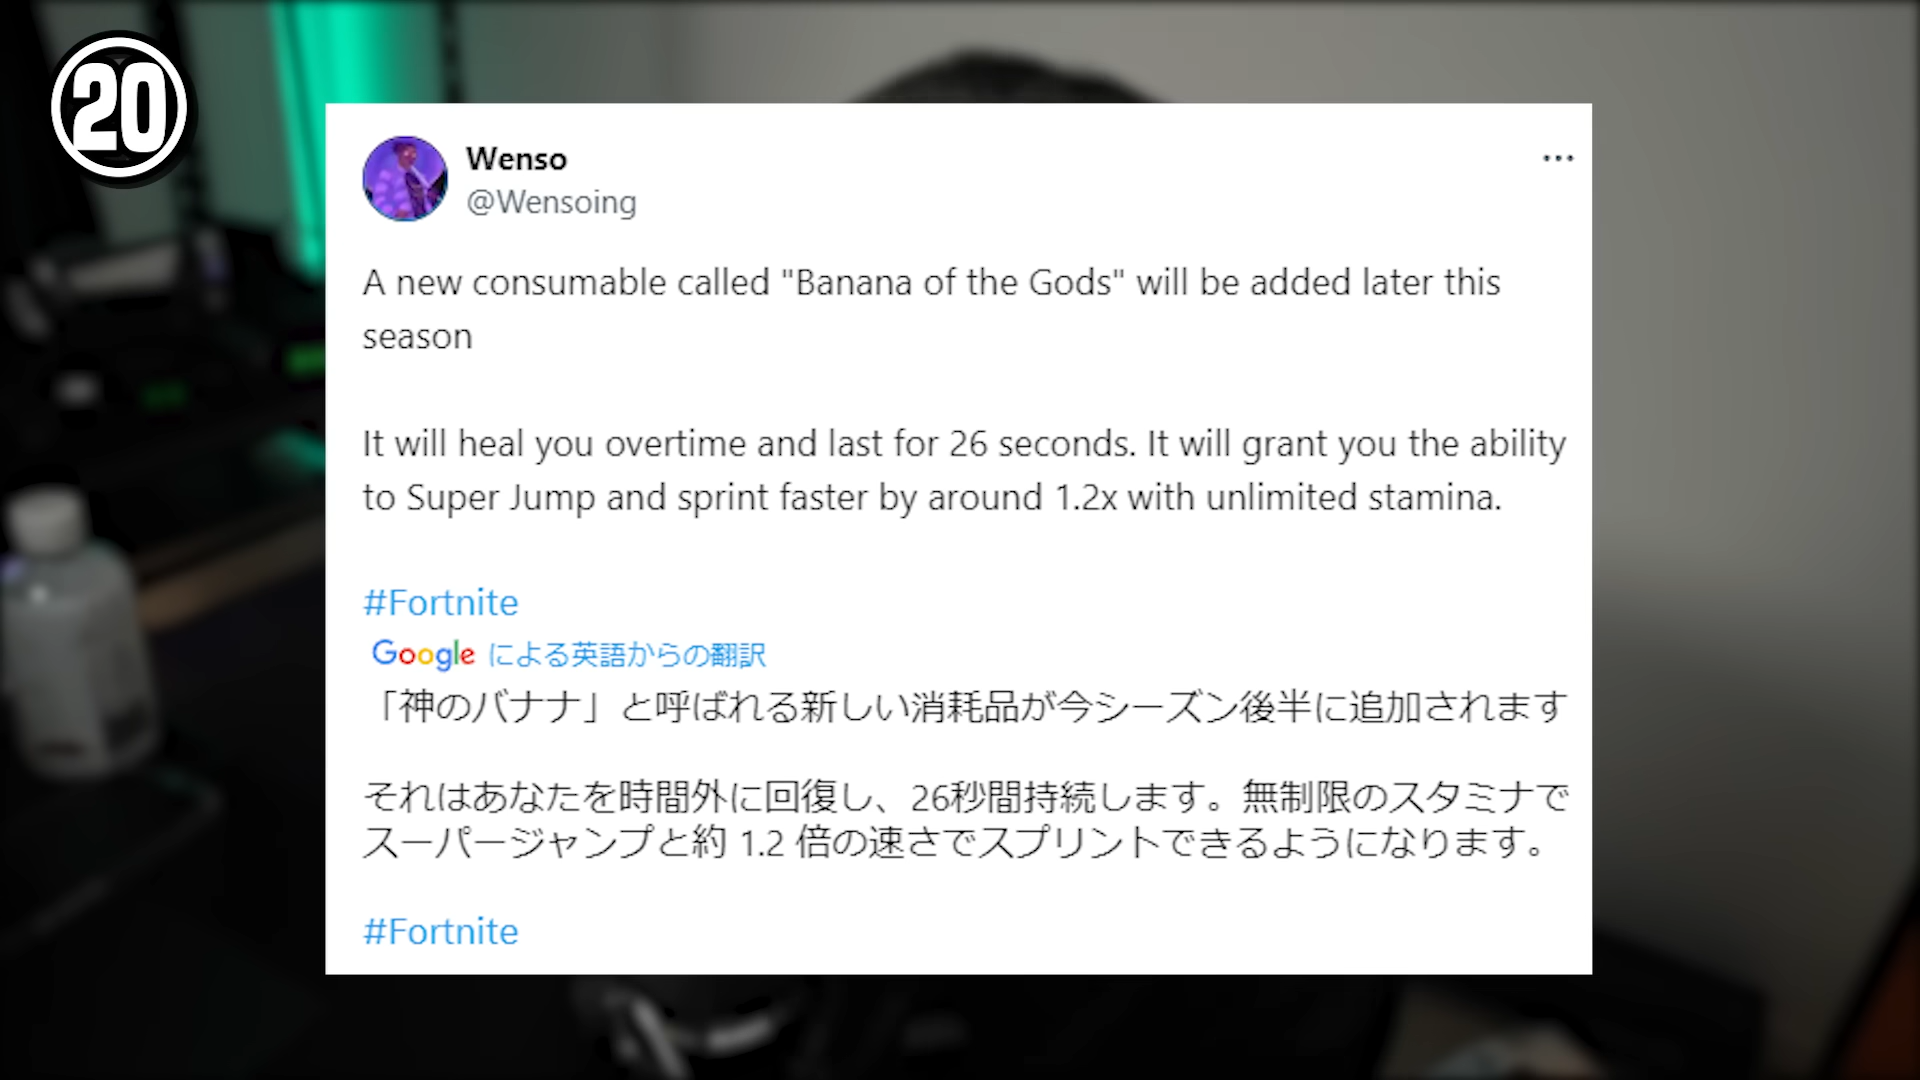 20
Wenso
@Wensoing
A new consumable called "Banana of the Gods" will be added later this
season
It will heal you overtime and last for 26 seconds. It will grant you the ability
to Super Jump and sprint faster by around 1.2x with unlimited stamina.
#Fortnite
Google による英語からの翻訳
「神のバナナ」と呼ばれる新しい消耗品が今シーズン後半に追加されます
それはあなたを時間外に回復し、26秒間持続します。無制限のスタミナで
スーパージャンプと約 1.2 倍の速さでスプリントできるようになります。
#Fortnite